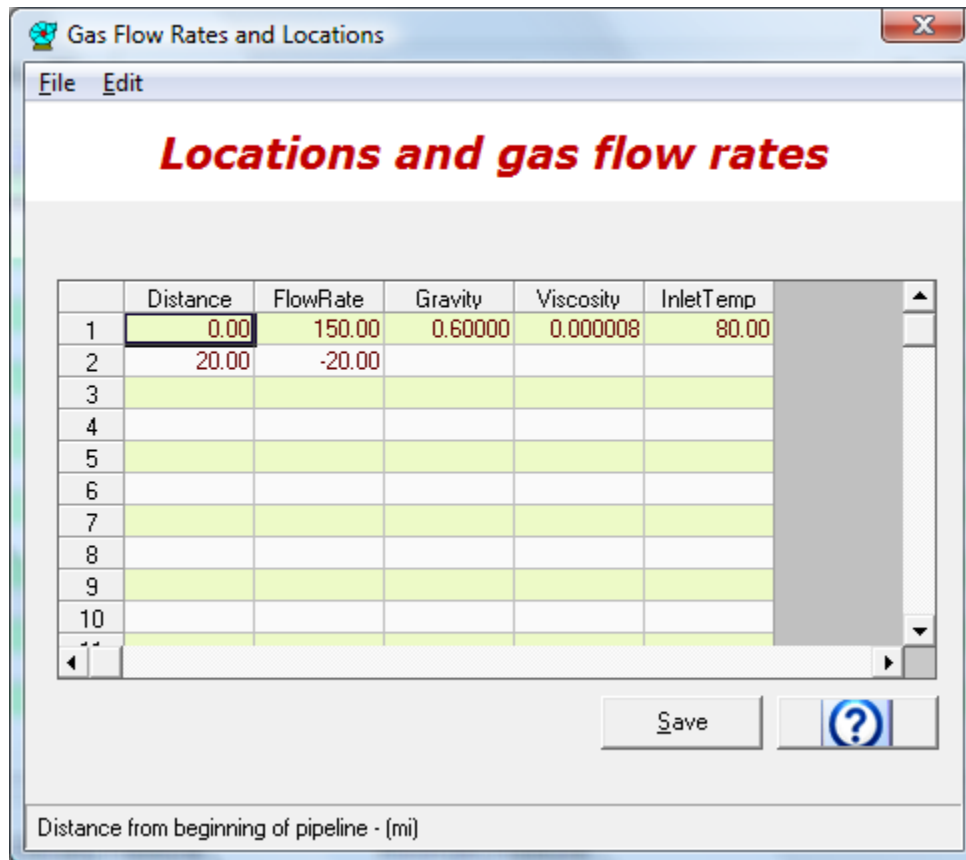 Gas Flow Rates and Locations
File Edit
Locations and gas flow rates
Distance FlowRate Gravity Viscosity InletTemp
1 0.00 150.00 0.60000 0.000008 80.00
2 20.00 -20.00
3
4
5
6
7
8
9
10
Save
Distance from beginning of pipeline - (mi)